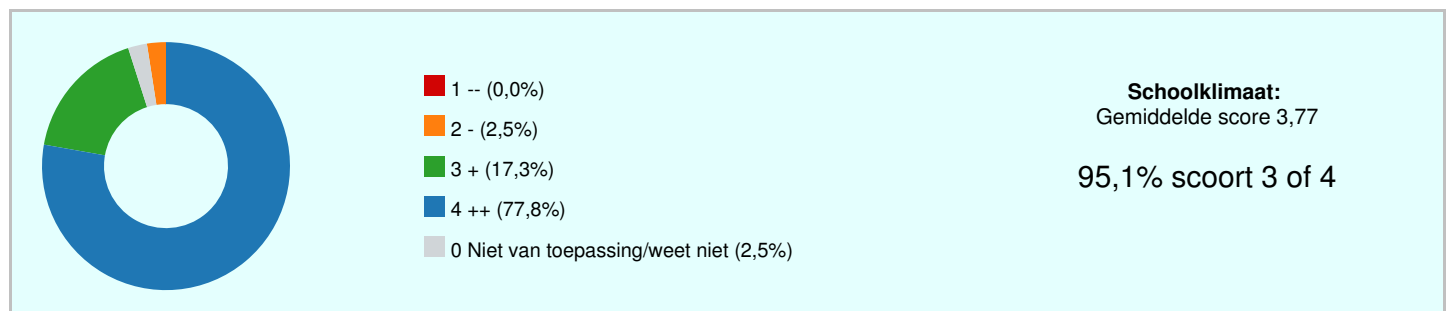 1 -- (0,0%)
2 - (2,5%)
3 + (17,3%)
4 ++ (77,8%)
0 Niet van toepassing/weet niet (2,5%)
Schoolklimaat:
Gemiddelde score 3,77
95,1% scoort 3 of 4